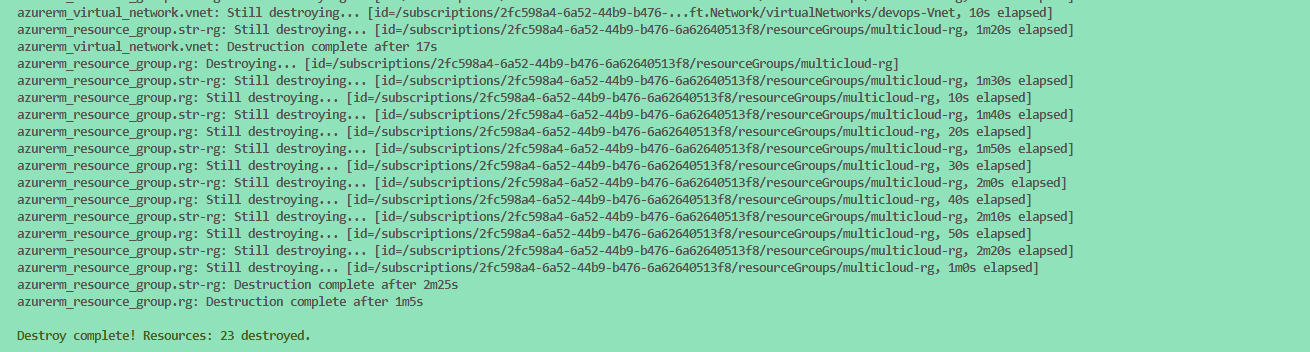 azurerm_virtual_network.vnet: Still destroying... [id=/subscriptions/2fc598a4-6a52-44b9-b476-...ft.Network/virtualNetworks/devops-Vnet, 10s elapsed]
azurerm_resource_group.str-rg: Still destroying... [id=/subscriptions/2fc598a4-6a52-44b9-b476-6a62640513f8/resourceGroups/multicloud-rg, 1m20s elapsed]
azurerm_virtual_network.vnet: Destruction complete after 17s
azurerm_resource_group.rg: Destroying... [id=/subscriptions/2fc598a4-6a52-44b9-b476-6a62640513f8/resourceGroups/multicloud-rg]
azurerm_resource_group.str-rg: Still destroying... [id=/subscriptions/2fc598a4-6a52-44b9-b476-6a62640513f8/resourceGroups/multicloud-rg, 1m30s elapsed]
azurerm_resource_group.rg: Still destroying... [id=/subscriptions/2fc598a4-6a52-44b9-b476-6a62640513f8/resourceGroups/multicloud-rg, 10s elapsed]
azurerm_resource_group.str-rg: Still destroying... [id=/subscriptions/2fc598a4-6a52-44b9-b476-6a62640513f8/resourceGroups/multicloud-rg, 1m40s elapsed]
azurerm_resource_group.rg: Still destroying... [id=/subscriptions/2fc598a4-6a52-44b9-b476-6a62640513f8/resourceGroups/multicloud-rg, 20s elapsed]
azurerm_resource_group.str-rg: Still destroying... [id=/subscriptions/2fc598a4-6a52-44b9-b476-6a62640513f8/resourceGroups/multicloud-rg, 1m50s elapsed]
azurerm_resource_group.rg: Still destroying... [id=/subscriptions/2fc598a4-6a52-44b9-b476-6a62640513f8/resourceGroups/multicloud-rg, 30s elapsed]
azurerm_resource_group.str-rg: Still destroying... [id=/subscriptions/2fc598a4-6a52-44b9-b476-6a62640513f8/resourceGroups/multicloud-rg, 2m0s elapsed]
azurerm_resource_group.rg: Still destroying... [id=/subscriptions/2fc598a4-6a52-44b9-b476-6a62640513f8/resourceGroups/multicloud-rg, 40s elapsed]
azurerm_resource_group.str-rg: Still destroying... [id=/subscriptions/2fc598a4-6a52-44b9-b476-6a62640513f8/resourceGroups/multicloud-rg, 2m10s elapsed]
azurerm_resource_group.rg: Still destroying... [id=/subscriptions/2fc598a4-6a52-44b9-b476-6a62640513f8/resourceGroups/multicloud-rg, 50s elapsed]
azurerm_resource_group.str-rg: Still destroying... [id=/subscriptions/2fc598a4-6a52-44b9-b476-6a62640513f8/resourceGroups/multicloud-rg, 2m20s elapsed]
azurerm_resource_group.rg: Still destroying... [id=/subscriptions/2fc598a4-6a52-44b9-b476-6a62640513f8/resourceGroups/multicloud-rg, 1m0s elapsed]
azurerm_resource_group.str-rg: Destruction complete after 2m25s
azurerm_resource_group.rg: Destruction complete after 1m5s
Destroy complete! Resources: 23 destroyed.